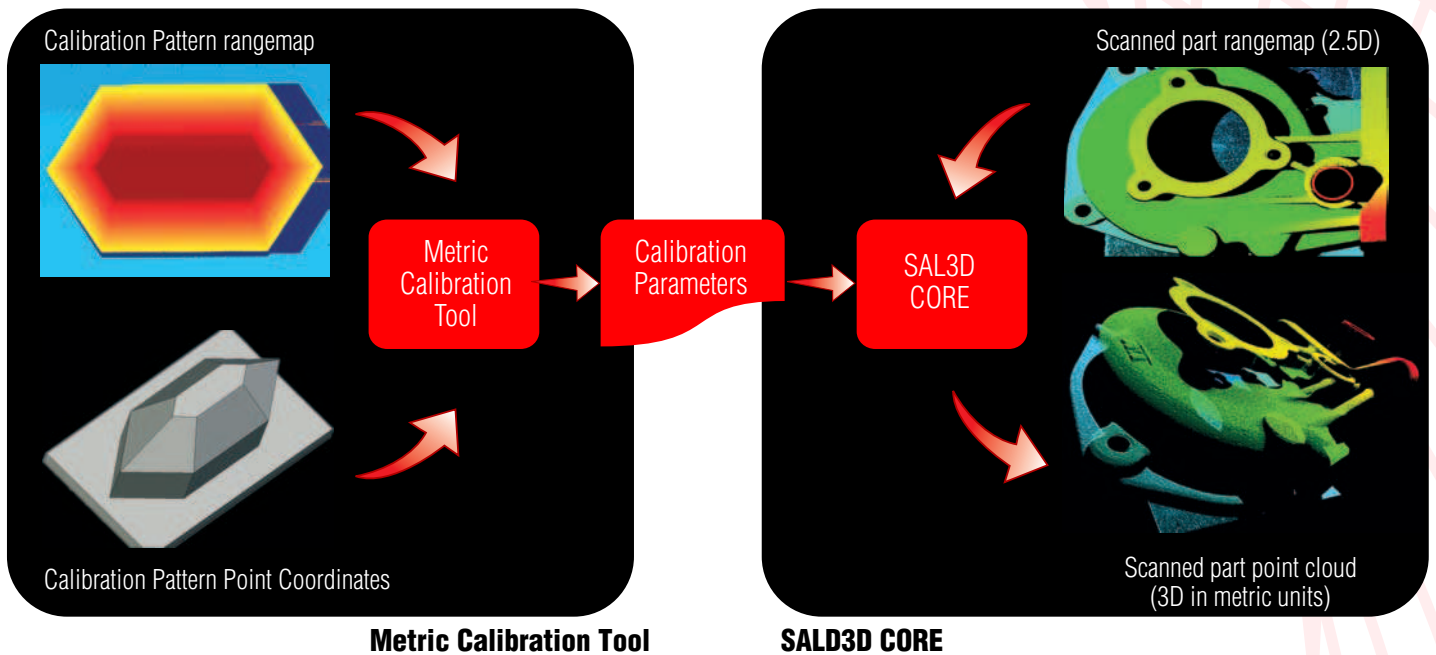 Calibration Pattern rangemap
Metric
Calibration
Tool
Calibration Pattern Point Coordinates
Calibration
Parameters
Scanned part rangemap (2.5D)
SAL3D
CORE
Scanned part point cloud
(3D in metric units)
Metric Calibration Tool
SALD3D CORE